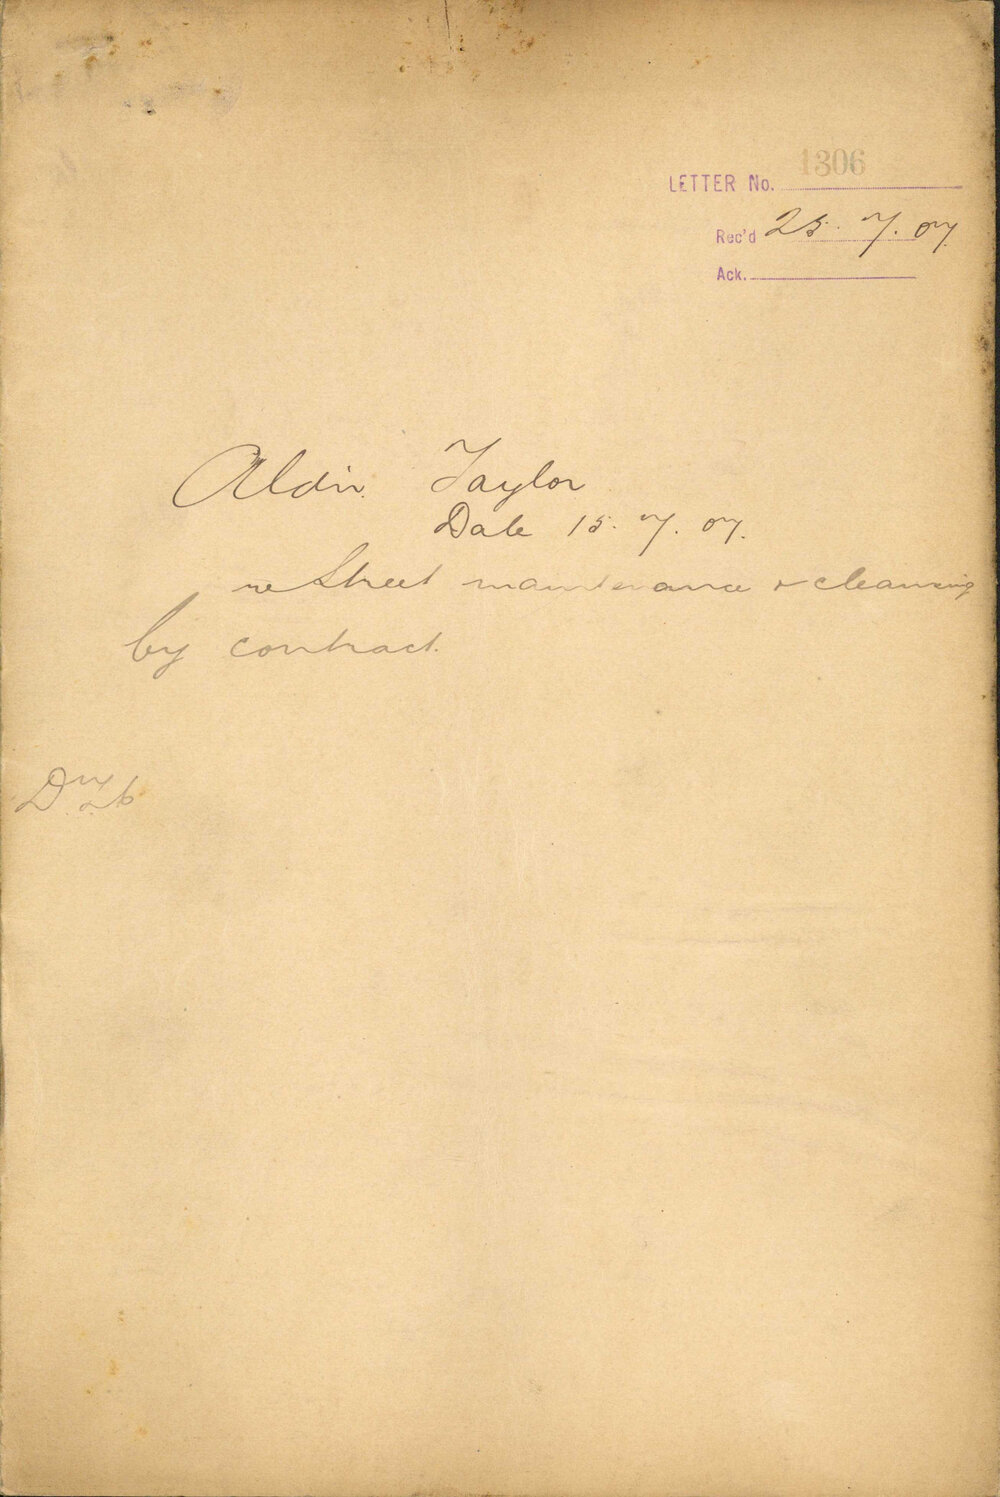 LETTER No. 1306
Rec'd 25. 7. 07.
Ack.
Aldn. Taylor
Date 15. 7. 07.
re Street maintenance & cleansing
by contract.